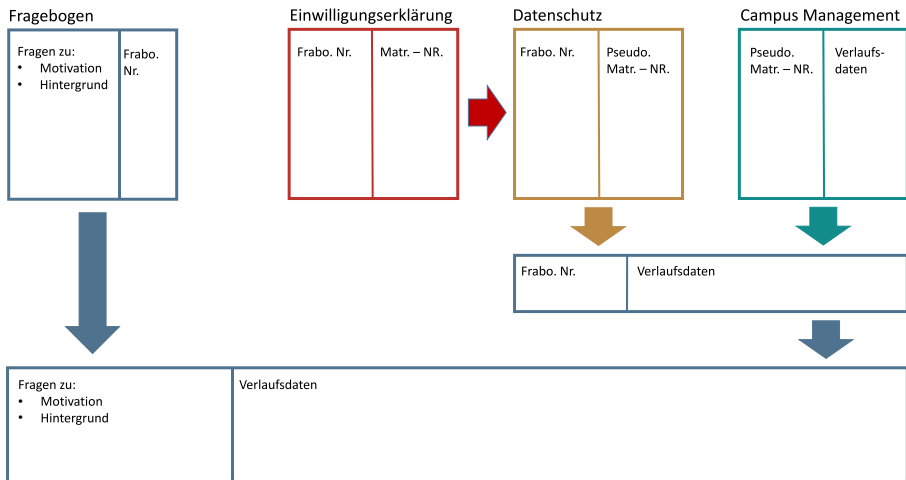 Fragebogen
Fragen zu:
• Motivation
• Hintergrund
Frabo.
Nr.
Einwilligungserklärung
Frabo. Nr.
Matr. – NR.
Datenschutz
Frabo. Nr.
Pseudo.
Matr. – NR.
Campus Management
Pseudo.
Matr. – NR.
Verlaufs-
daten
Frabo. Nr.
Verlaufsdaten
Fragen zu:
• Motivation
• Hintergrund
Verlaufsdaten